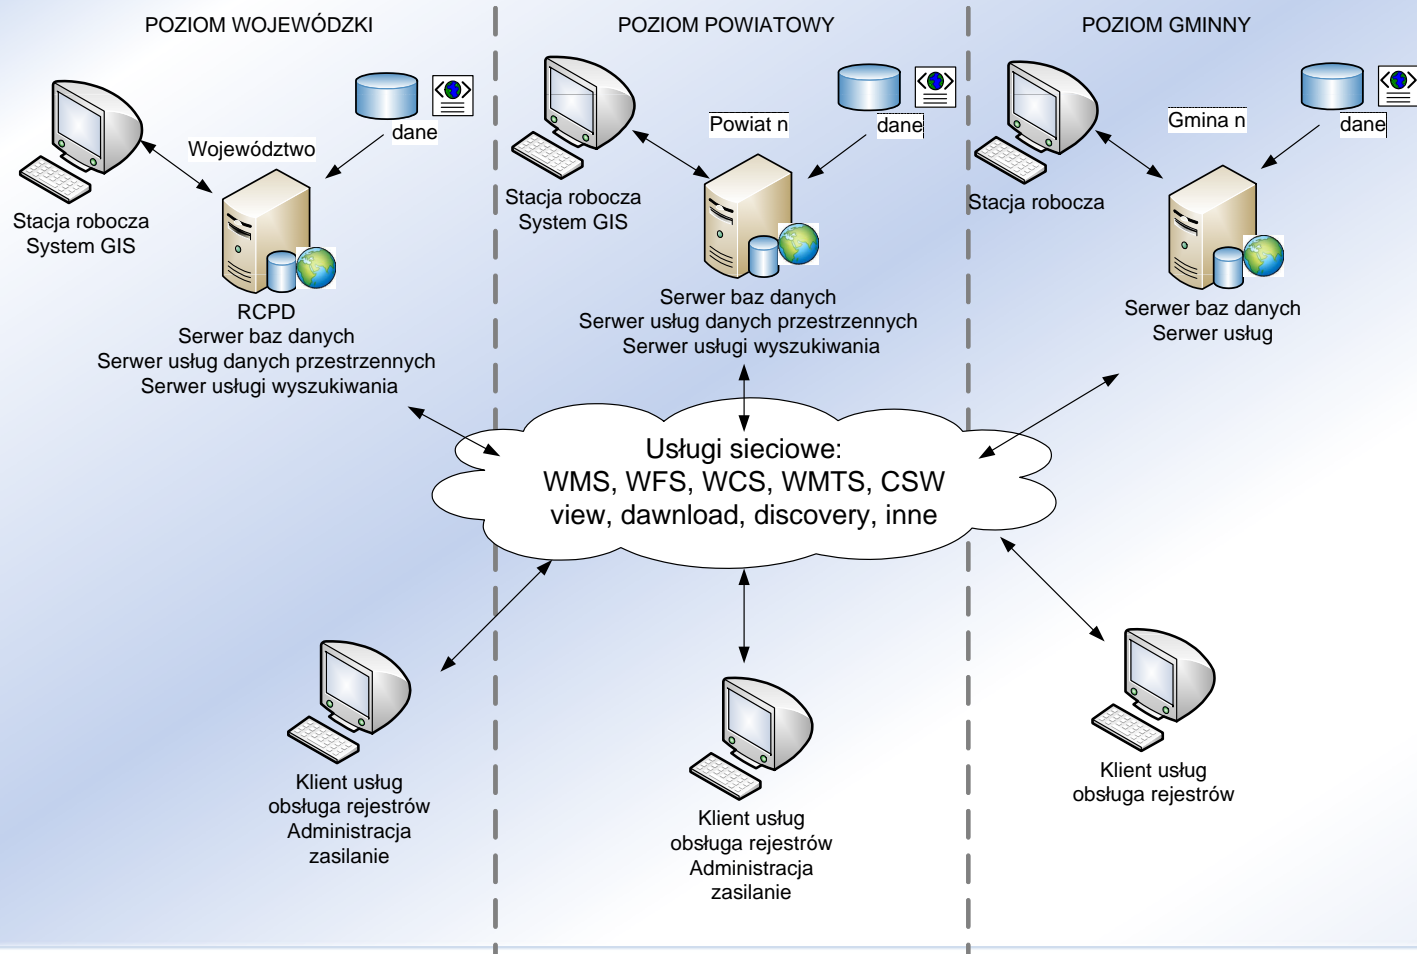 POZIOM WOJEWÓDZKI
dane
Województwo
Stacja robocza
System GIS
RCPD
Serwer baz danych
Serwer usług danych przestrzennych
Serwer usługi wyszukiwania
POZIOM POWIATOWY
Powiat n
dane
Stacja robocza
System GIS
Serwer baz danych
Serwer usług danych przestrzennych
Serwer usługi wyszukiwania
POZIOM GMINNY
Gmina n
dane
Stacja robocza
Serwer baz danych
Serwer usług
Usługi sieciowe:
WMS, WFS, WCS, WMTS, CSW
view, dawnload, discovery, inne
Klient usług
obsługa rejestrów
Administracja
zasilanie
Klient usług
obsługa rejestrów
Administracja
zasilanie
Klient usług
obsługa rejestrów